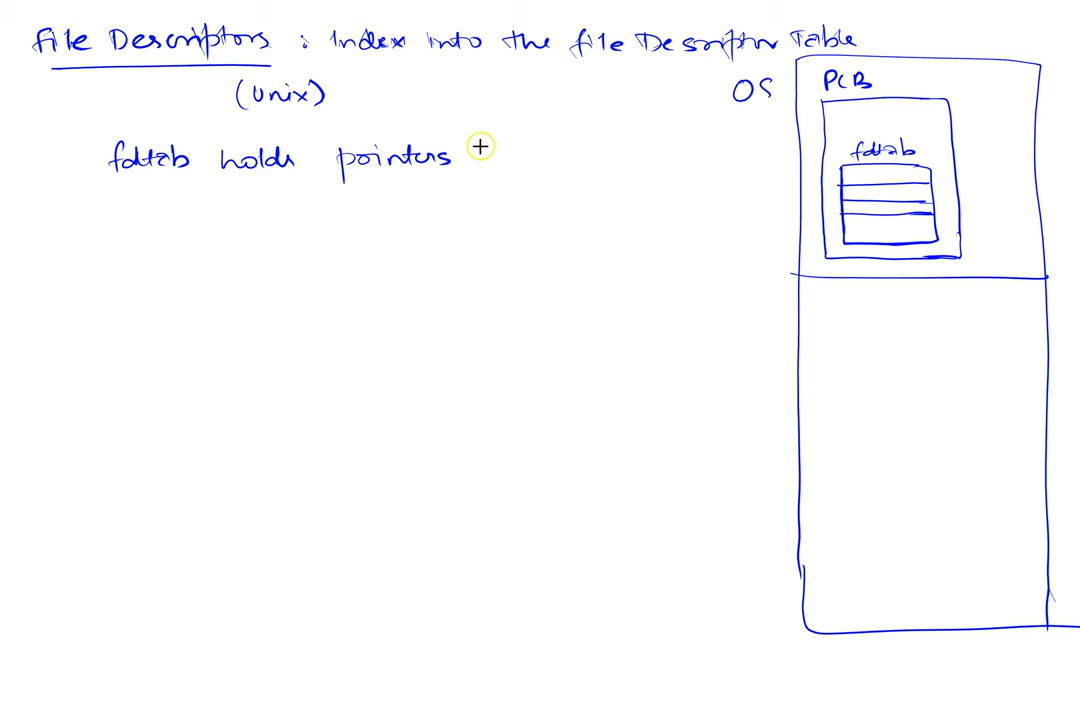 File Descriptors : Index into the file Descriptor Table
(Unix)
OS
PCB
fdtab holds pointers
fdtab